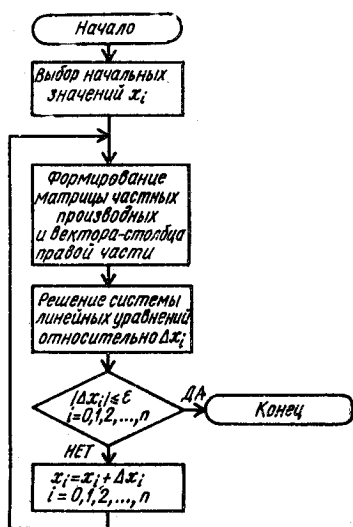 Начало
Выбор начальных
значений xᵢ
Формирование
матрицы частных
производных
и вектора-столбца
правой части
Решение системы
линейных уравнений
относительно Δxᵢ
|Δxᵢ|≤ε
i=0,1,2,...,n
ДА
Конец
НЕТ
xᵢ=xᵢ+Δxᵢ
i=0,1,2,...,n